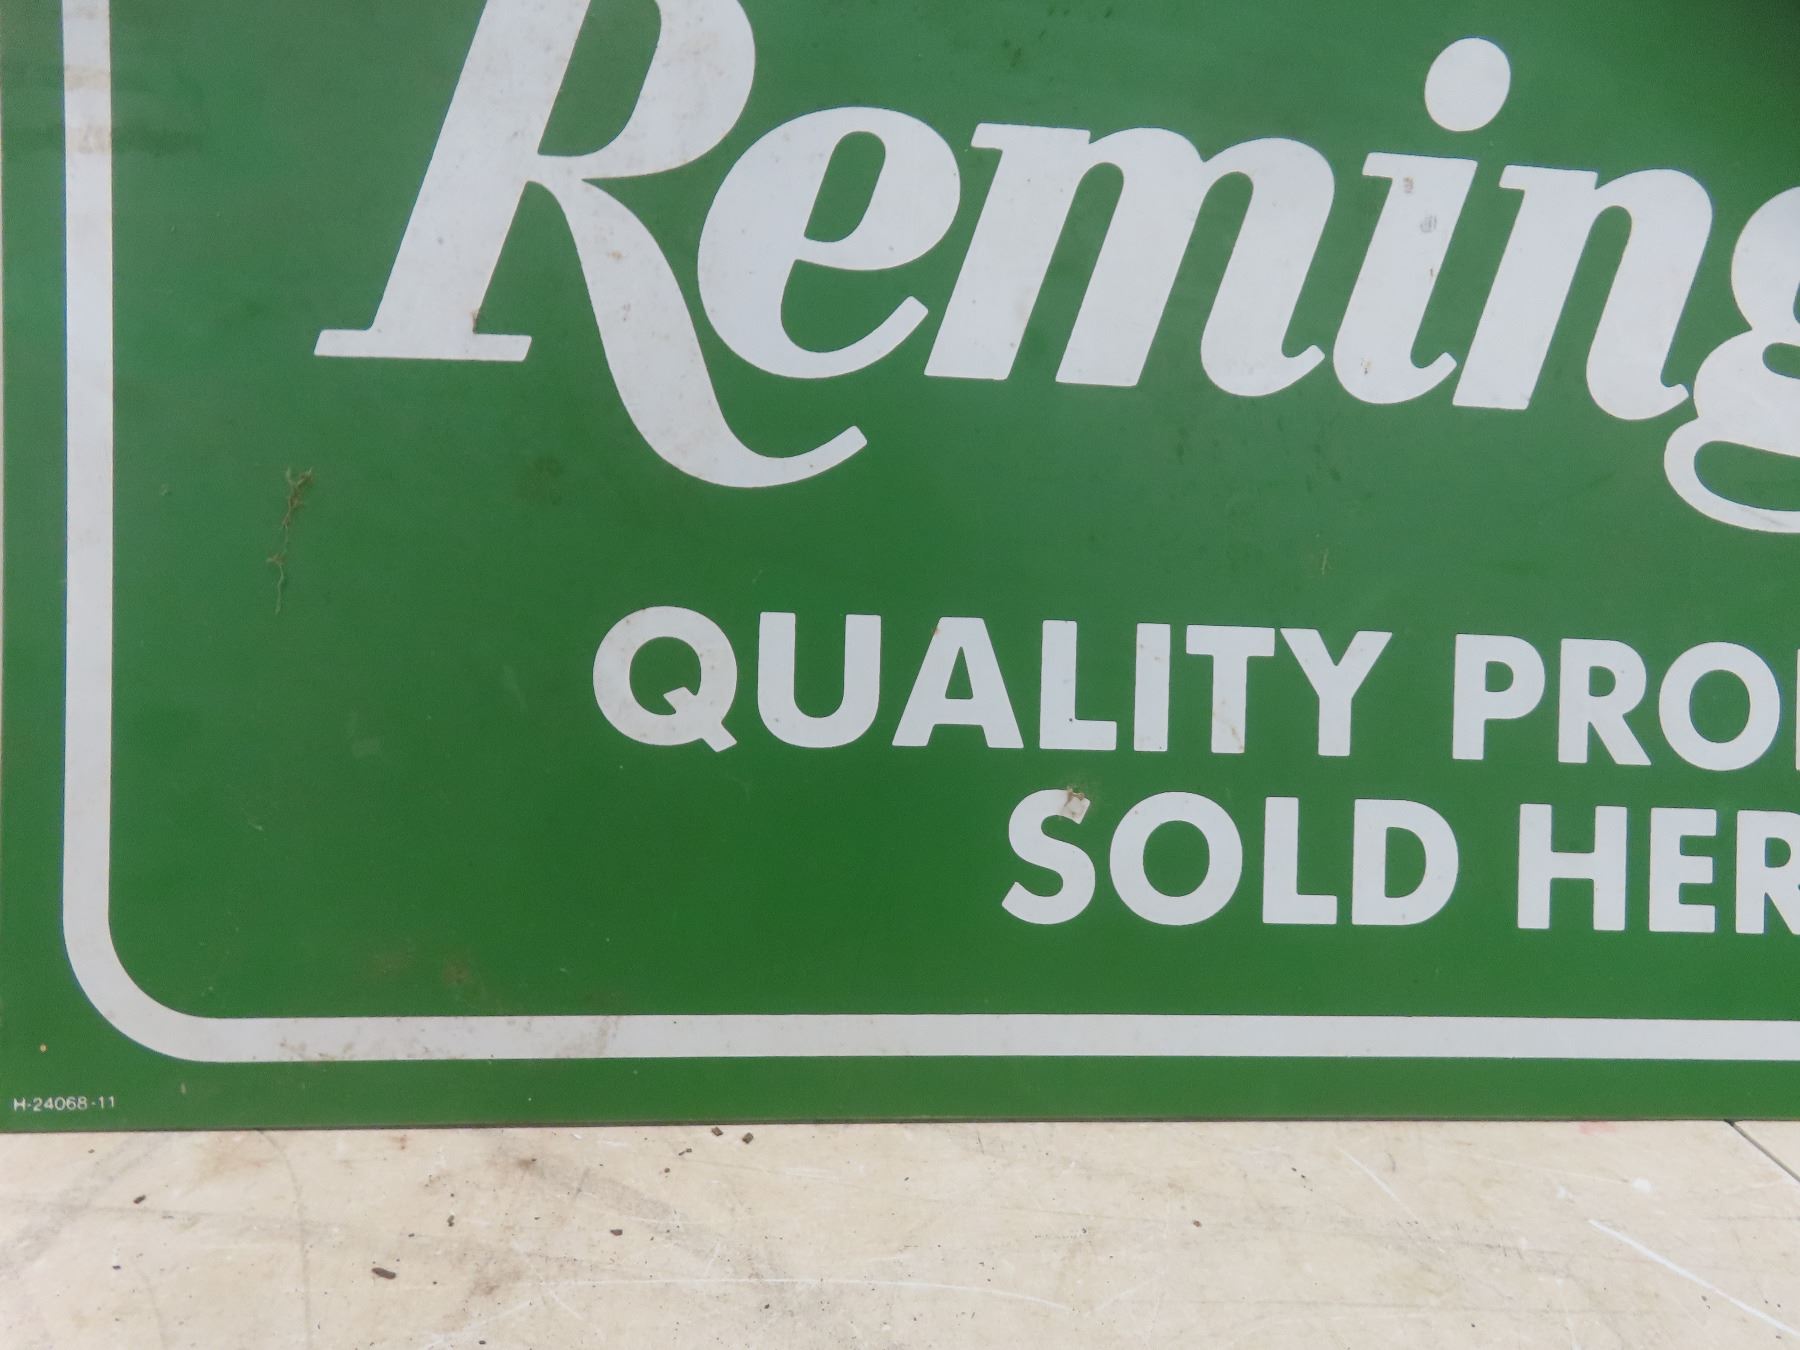 Reming
QUALITY PRO
SOLD HER
H-24068-11